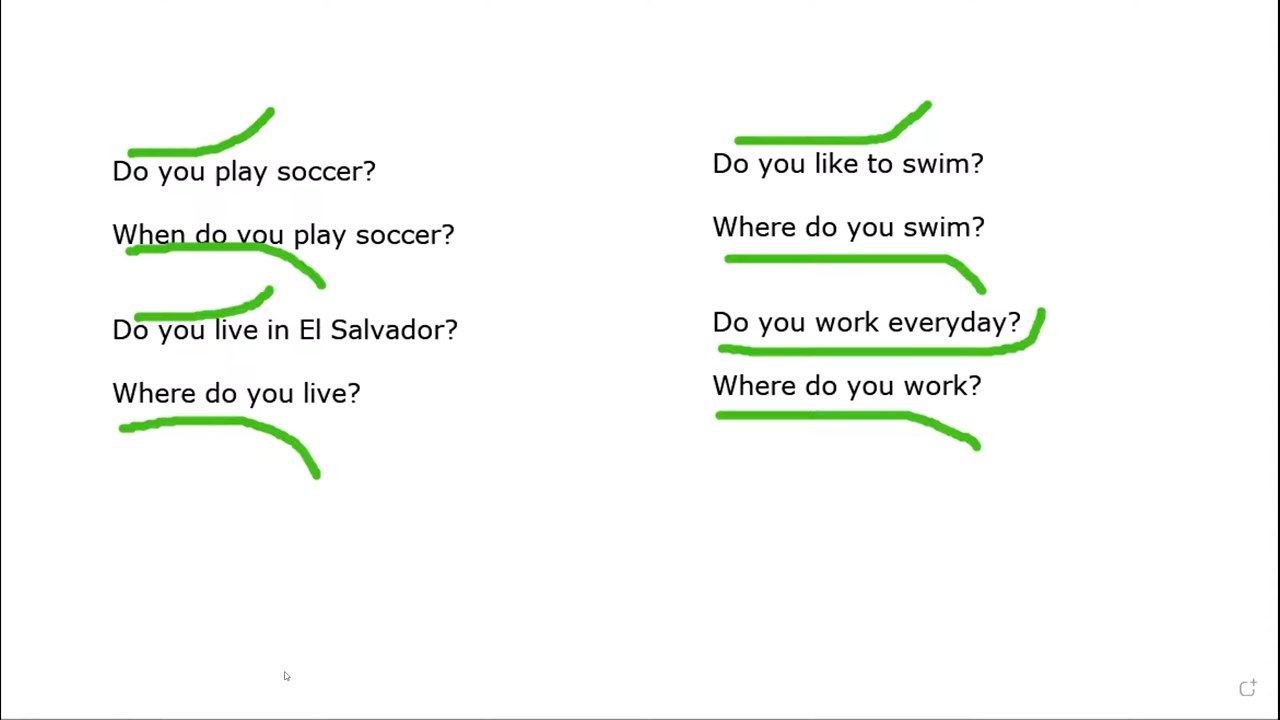 Do you play soccer?
When do you play soccer?
Do you live in El Salvador?
Where do you live?
Do you like to swim?
Where do you swim?
Do you work everyday?
Where do you work?